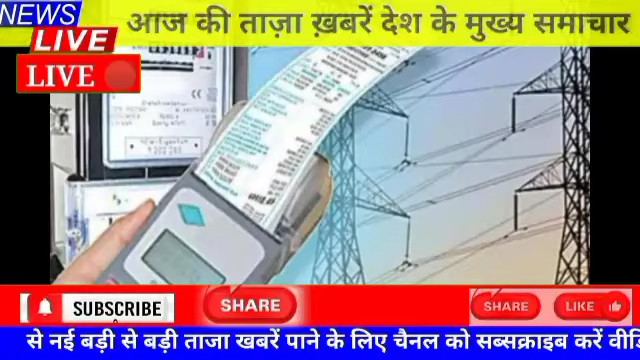 NEWS
LIVE
आज की ताज़ा ख़बरें देश के मुख्य समाचार
LIVE
SUBSCRIBE
SHARE
SHARE
LIKE
से नई बड़ी से बड़ी ताजा खबरें पाने के लिए चैनल को सब्सक्राइब करें वीडि